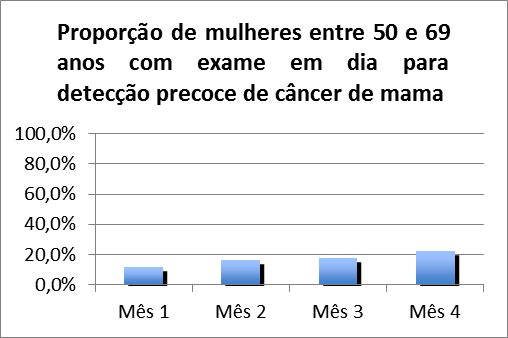 Proporção de mulheres entre 50 e 69
anos com exame em dia para
detecção precoce de câncer de mama
100,0%
80,0%
60,0%
40,0%
20,0%
0,0%
Mês 1 Mês 2 Mês 3 Mês 4